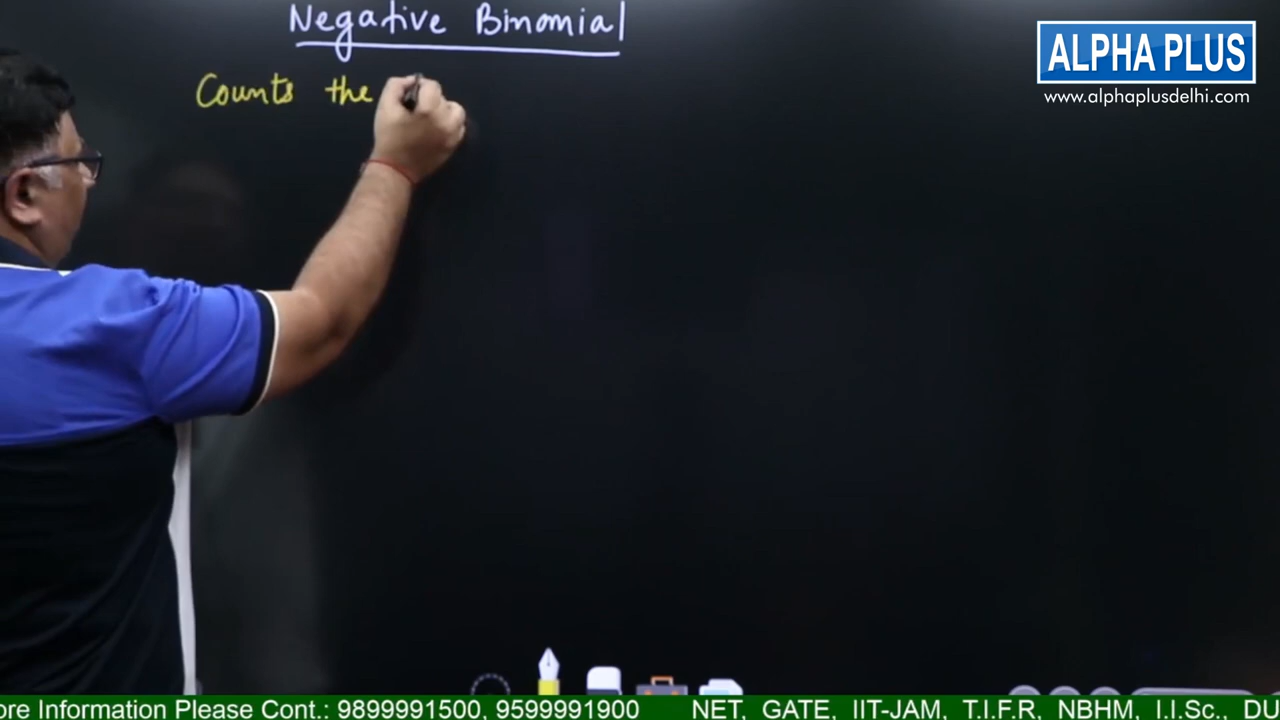 Negative Binomial
Counts the
ALPHA PLUS
www.alphaplusdelhi.com
ore Information Please Cont.: 9899991500, 9599991900 NET, GATE, IIT-JAM, T.I.F.R, NBHM, I.I.Sc., DU